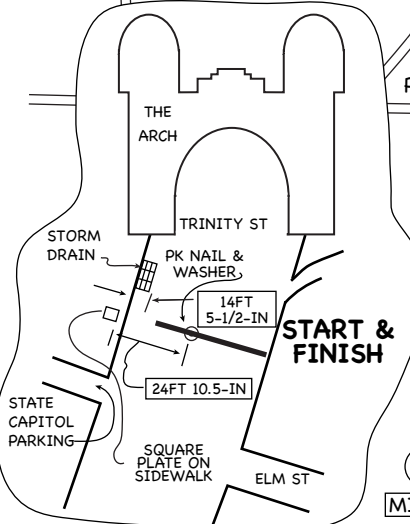 THE
ARCH
TRINITY ST
STORM
DRAIN
PK NAIL &
WASHER
14FT
5-1/2-IN
START &
FINISH
24FT 10.5-IN
STATE
CAPITOL
PARKING
SQUARE
PLATE ON
SIDEWALK
ELM ST